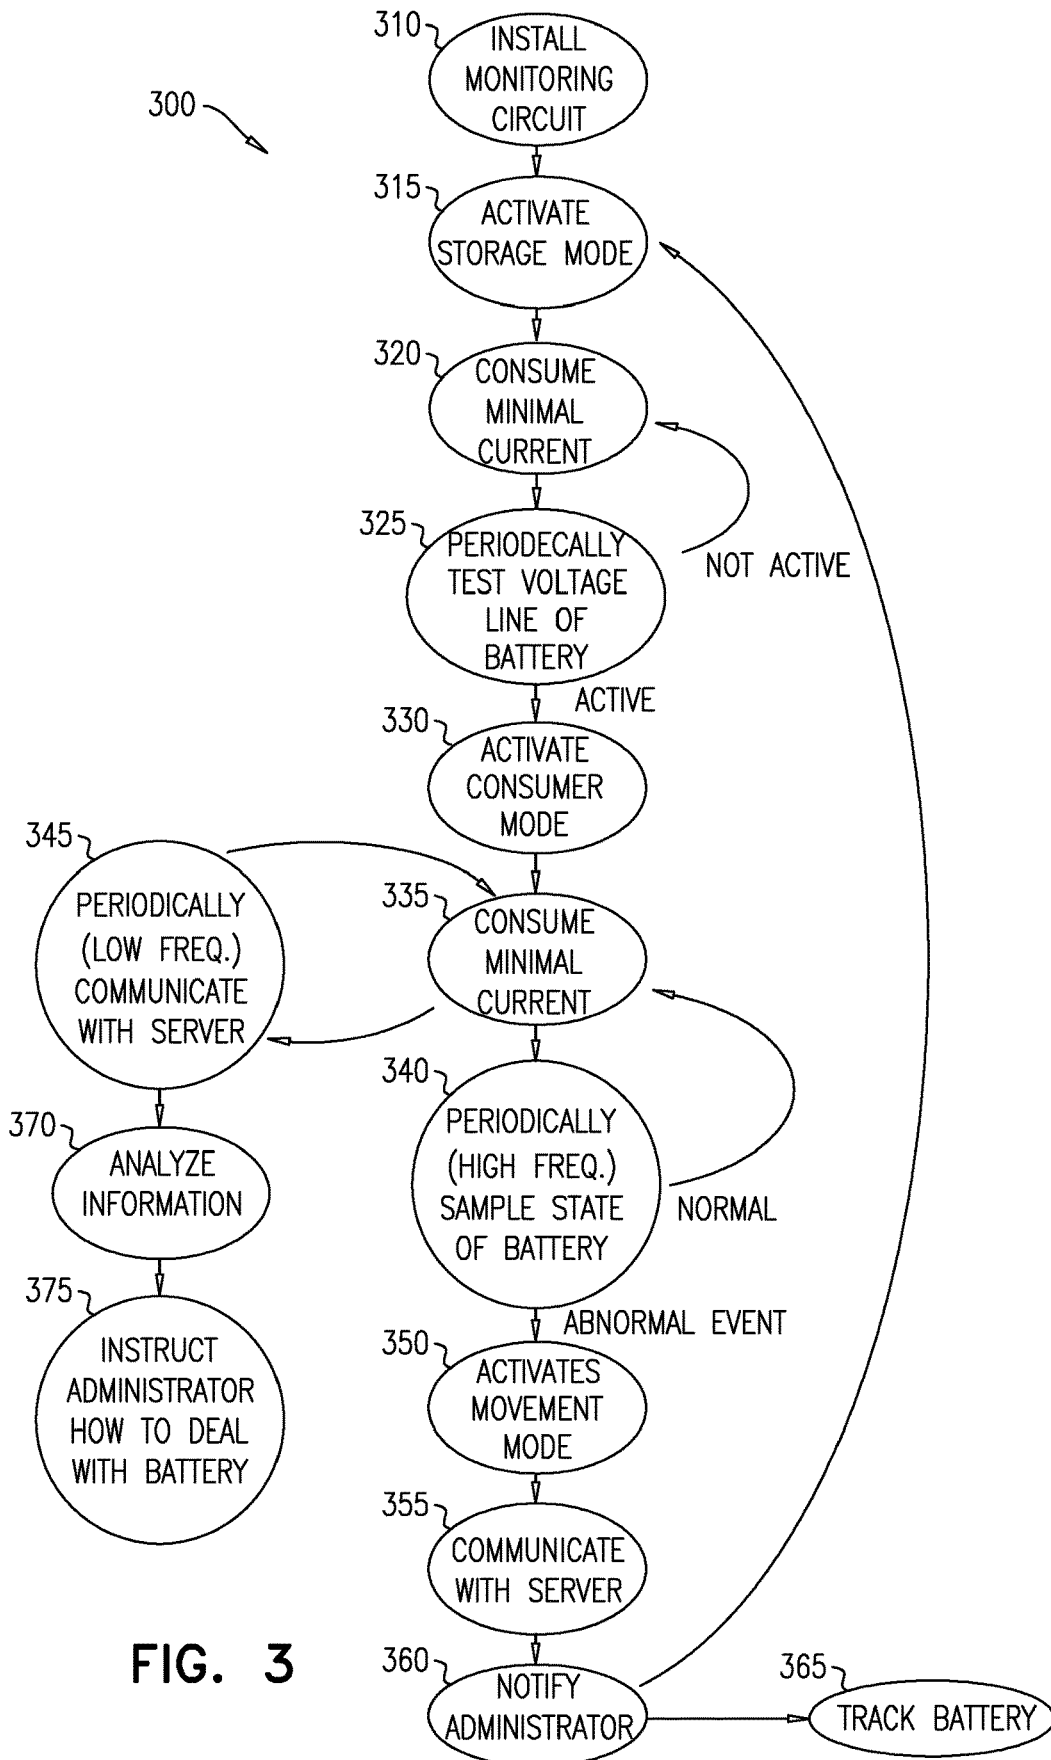 310
INSTALL
MONITORING
CIRCUIT
300
315
ACTIVATE
STORAGE MODE
320
CONSUME
MINIMAL
CURRENT
325
PERIODECALLY
TEST VOLTAGE
LINE OF
BATTERY
NOT ACTIVE
ACTIVE
330
ACTIVATE
CONSUMER
MODE
345
PERIODICALLY
(LOW FREQ.)
COMMUNICATE
WITH SERVER
335
CONSUME
MINIMAL
CURRENT
340
PERIODICALLY
(HIGH FREQ.)
SAMPLE STATE
OF BATTERY
NORMAL
370
ANALYZE
INFORMATION
375
INSTRUCT
ADMINISTRATOR
HOW TO DEAL
WITH BATTERY
ABNORMAL EVENT
350
ACTIVATES
MOVEMENT
MODE
355
COMMUNICATE
WITH SERVER
360
NOTIFY
ADMINISTRATOR
365
TRACK BATTERY
FIG. 3